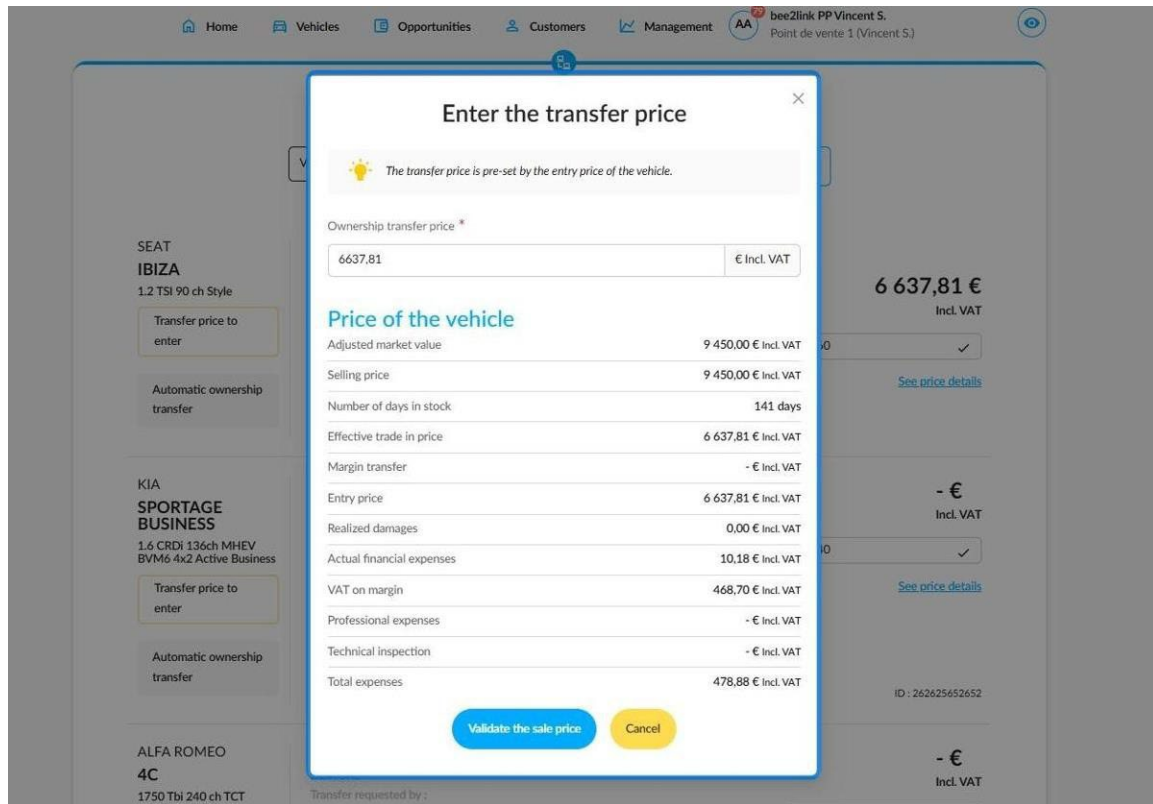 Home Vehicles Opportunities Customers Management AA 79 bee2link PP Vincent S.
Point de vente 1 (Vincent S.)
Enter the transfer price
The transfer price is pre-set by the entry price of the vehicle.
Ownership transfer price *
6637,81 € Incl. VAT
Price of the vehicle
Adjusted market value 9 450,00 € Incl. VAT
Selling price 9 450,00 € Incl. VAT
Number of days in stock 141 days
Effective trade in price 6 637,81 € Incl. VAT
Margin transfer - € Incl. VAT
Entry price 6 637,81 € Incl. VAT
Realized damages 0,00 € Incl. VAT
Actual financial expenses 10,18 € Incl. VAT
VAT on margin 468,70 € Incl. VAT
Professional expenses - € Incl. VAT
Technical inspection - € Incl. VAT
Total expenses 478,88 € Incl. VAT
Validate the sale price Cancel
SEAT
IBIZA
1.2 TSI 90 ch Style
Transfer price to
enter
Automatic ownership
transfer
6 637,81 €
Incl. VAT
See price details
KIA
SPORTAGE
BUSINESS
1.6 CRDi 136ch MHEV
BVM6 4x2 Active Business
Transfer price to
enter
Automatic ownership
transfer
- €
Incl. VAT
See price details
ID : 262625652652
ALFA ROMEO
4C
1750 Tbi 240 ch TCT
Transfer requested by :
- €
Incl. VAT